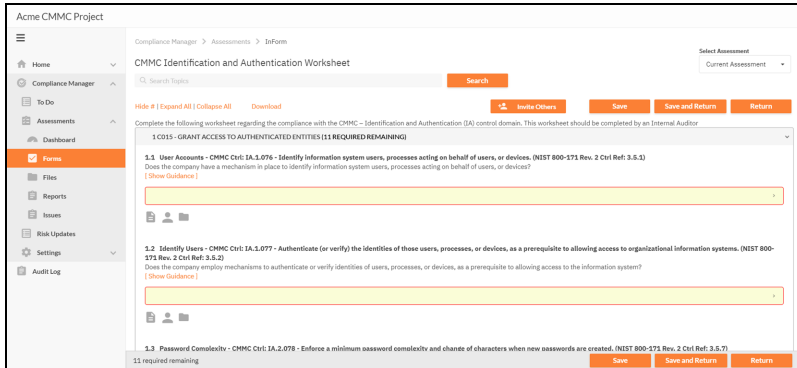 Acme CMMC Project
Compliance Manager > Assessments > InForm
Select Assessment
Home
CMMC Identification and Authentication Worksheet
Current Assessment
Compliance Manager
Search Topics
Search
To Do
Hide # | Expand All | Collapse All Download
Invite Others
Save
Save and Return
Return
Assessments
Complete the following worksheet regarding the compliance with the CMMC – Identification and Authentication (IA) control domain. This worksheet should be completed by an Internal Auditor
Dashboard
1 C015 - GRANT ACCESS TO AUTHENTICATED ENTITIES (11 REQUIRED REMAINING)
Forms
1.1 User Accounts - CMMC Ctrl: IA.1.076 - Identify information system users, processes acting on behalf of users, or devices. (NIST 800-171 Rev. 2 Ctrl Ref: 3.5.1)
Does the company have a mechanism in place to identify information system users, processes acting on behalf of users, or devices?
[ Show Guidance ]
Files
Reports
Issues
Risk Updates
Settings
Audit Log
1.2 Identify Users - CMMC Ctrl: IA.1.077 - Authenticate (or verify) the identities of those users, processes, or devices, as a prerequisite to allowing access to organizational information systems. (NIST 800-
171 Rev. 2 Ctrl Ref: 3.5.2)
Does the company employ mechanisms to authenticate or verify identities of users, processes, or devices, as a prerequisite to allowing access to the information system?
[ Show Guidance ]
1.3 Password Complexity - CMMC Ctrl: IA.2.078 - Enforce a minimum password complexity and change of characters when new passwords are created. (NIST 800-171 Rev. 2 Ctrl Ref: 3.5.7)
11 required remaining
Save
Save and Return
Return